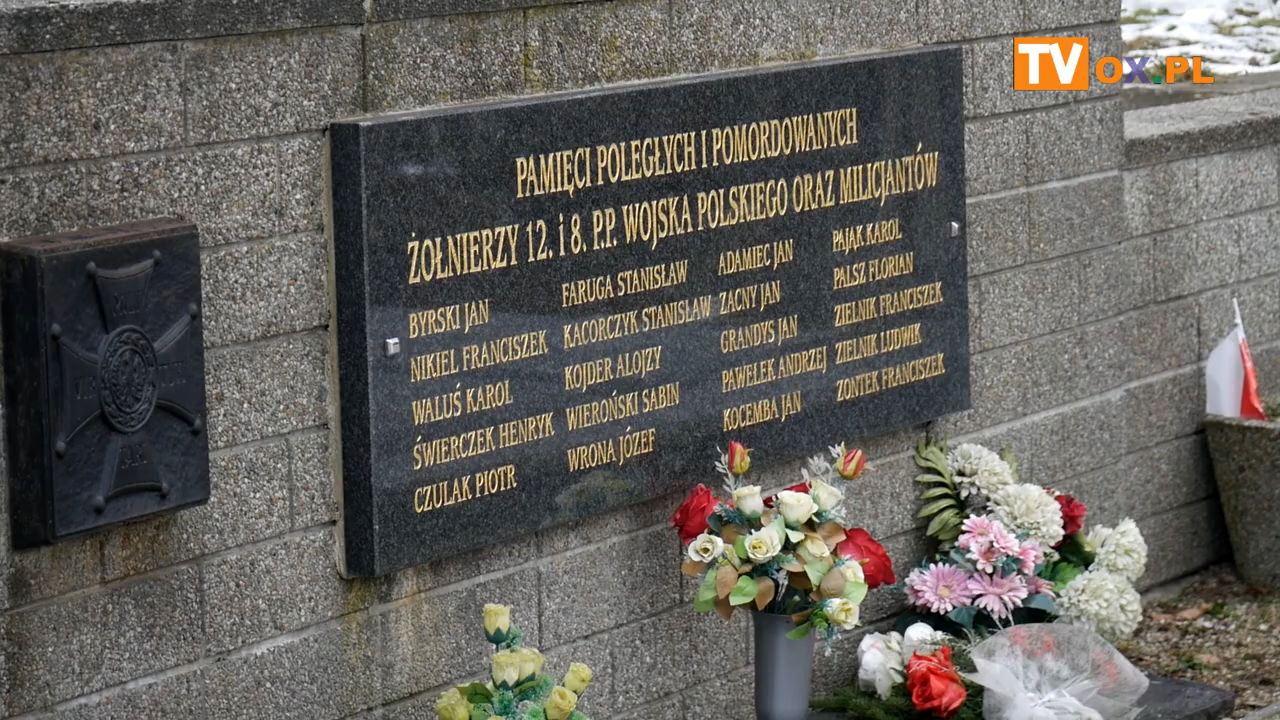 TVOX.PL
PAMIĘCI POLEGŁYCH I POMORDOWANYCH
ŻOŁNIERZY 12. i 8. P.P. WOJSKA POLSKIEGO ORAZ MILICJANTÓW
BYRSKI JAN
NIKIEL FRANCISZEK
WALUŚ KAROL
ŚWIERCZEK HENRYK
CZULAK PIOTR
FARUGA STANISŁAW
KACORCZYK STANISŁAW
KOJDER ALOJZY
WIEROŃSKI SABIN
WRONA JÓZEF
ADAMIEC JAN
ZACNY JAN
GRANDYS JAN
PAWEŁEK ANDRZEJ
KOCEMBA JAN
PAJĄK KAROL
PALSZ FLORIAN
ZIELNIK FRANCISZEK
ZIELNIK LUDWIK
ZONTEK FRANCISZEK